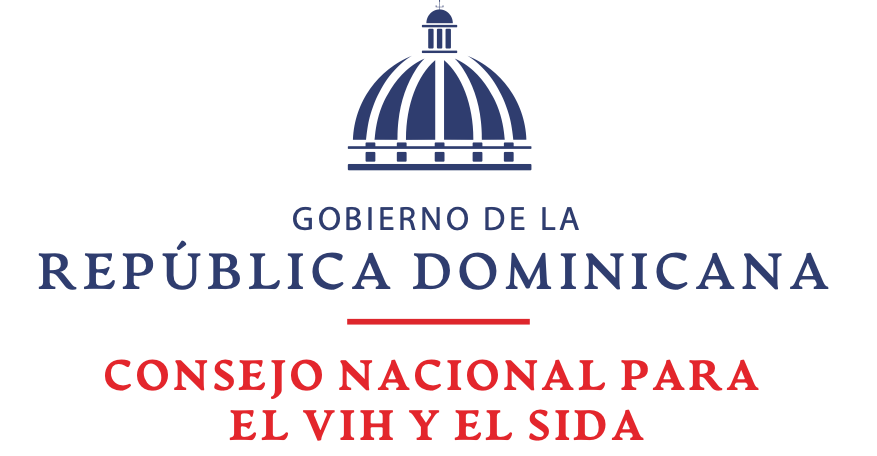 GOBIERNO DE LA
REPÚBLICA DOMINICANA
CONSEJO NACIONAL PARA
EL VIH Y EL SIDA